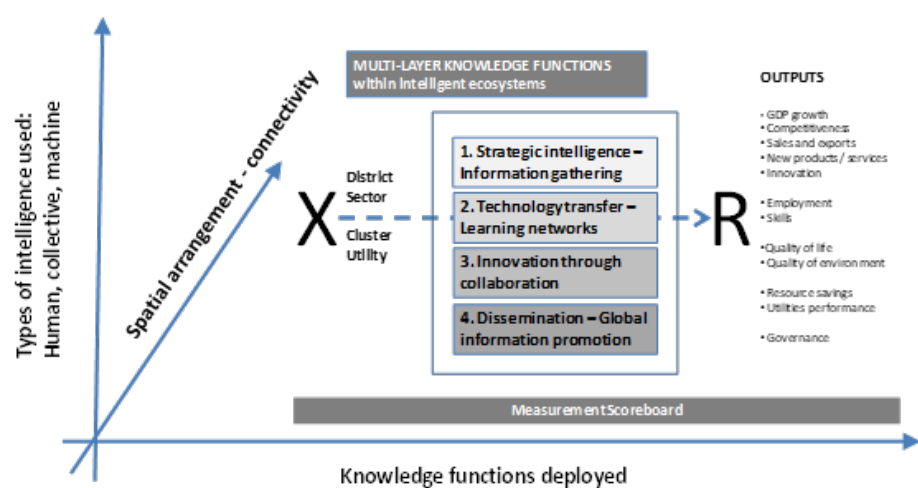 Types of intelligence used:
Human, collective, machine
Spatial arrangement - connectivity
MULTI-LAYER KNOWLEDGE FUNCTIONS
within intelligent ecosystems
X
District
Sector
Cluster
Utility
1. Strategic intelligence –
Information gathering
2. Technology transfer –
Learning networks
3. Innovation through
collaboration
4. Dissemination – Global
information promotion
R
OUTPUTS
• GDP growth
• Competitiveness
• Sales and exports
• New products / services
• Innovation
• Employment
• Skills
• Quality of life
• Quality of environment
• Resource savings
• Utilities performance
• Governance
Measurement Scoreboard
Knowledge functions deployed